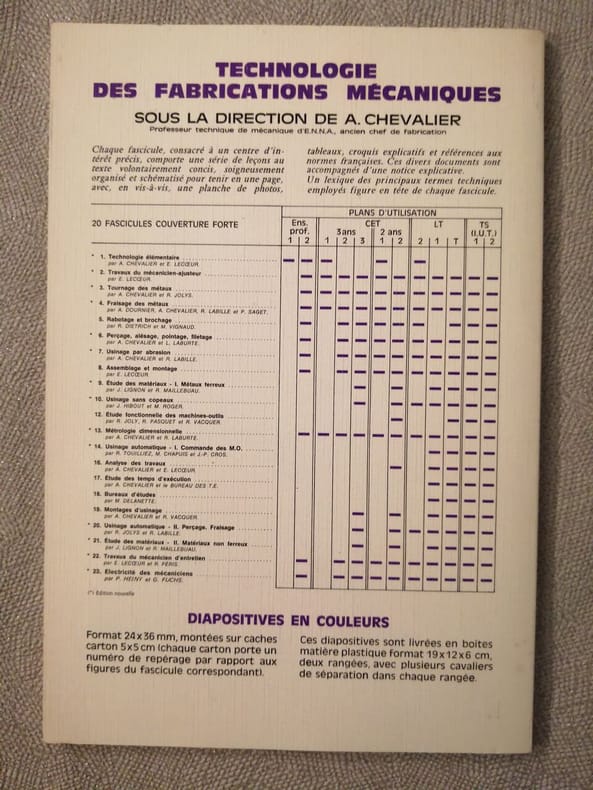 TECHNOLOGIE
DES FABRICATIONS MÉCANIQUES
SOUS LA DIRECTION DE A. CHEVALIER
Professeur technique de mécanique d'E.N.N.A., ancien chef de fabrication
Chaque fascicule, consacré à un centre d'in-
térêt précis, comporte une série de leçons au
texte volontairement concis, soigneusement
organisé et schématisé pour tenir en une page,
avec, en vis-à-vis, une planche de photos,
tableaux, croquis explicatifs et références aux
normes françaises. Ces divers documents sont
accompagnés d'une notice explicative.
Un lexique des principaux termes techniques
employés figure en tête de chaque fascicule.
20 FASCICULES COUVERTURE FORTE
PLANS D'UTILISATION
Ens. prof. CET LT TS (I.U.T.)
3 ans 2 ans
1 2 1 2 3 1 2 2 1 T 1 2
* 1. Technologie élémentaire
par A. CHEVALIER et E. LECŒUR.
* 2. Travaux du mécanicien-ajusteur
par E. LECŒUR.
* 3. Tournage des métaux
par A. CHEVALIER et R. JOLYS.
* 4. Fraisage des métaux
par A. DOURNIER, A. CHEVALIER, R. LABILLE et P. SAGET.
5. Rabotage et brochage
par R. DIETRICH et M. VIGNAUD.
* 6. Perçage, alésage, pointage, filetage
par A. CHEVALIER et L. LABURTE.
* 7. Usinage par abrasion
par A. CHEVALIER et R. LABILLE.
8. Assemblage et montage
par E. LECŒUR.
* 9. Étude des matériaux - I. Métaux ferreux
par J. LIGNON et R. MAILLEBUAU.
* 10. Usinage sans copeaux
par J. HIBOUT et M. ROGER.
12. Étude fonctionnelle des machines-outils
par R. JOLY, R. PASQUET et R. VACQUER.
* 13. Métrologie dimensionnelle
par A. CHEVALIER et R. LABURTE.
* 14. Usinage automatique - I. Commande des M.O.
par R. TOUILLIEZ, M. CHAPUIS et J.-P. CROS.
16. Analyse des travaux
par A. CHEVALIER et E. LECŒUR.
17. Étude des temps d'exécution
par A. CHEVALIER et le BUREAU DES T.E.
18. Bureaux d'études
par M. DELANETTE.
19. Montages d'usinage
par A. CHEVALIER et R. VACQUER.
* 20. Usinage automatique - II. Perçage. Fraisage
par R. JOLYS et R. LABILLE.
* 21. Étude des matériaux - II. Matériaux non ferreux
par J. LIGNON et R. MAILLEBUAU.
* 22. Travaux du mécanicien d'entretien
par E. LECŒUR et R. PÉRIS.
* 23. Electricité des mécaniciens
par P. HEINY et G. FUCHS.
(*) Édition nouvelle
DIAPOSITIVES EN COULEURS
Format 24 x 36 mm, montées sur caches
carton 5 x 5 cm (chaque carton porte un
numéro de repérage par rapport aux
figures du fascicule correspondant).
Ces diapositives sont livrées en boîtes
matière plastique format 19 x 12 x 6 cm,
deux rangées, avec plusieurs cavaliers
de séparation dans chaque rangée.